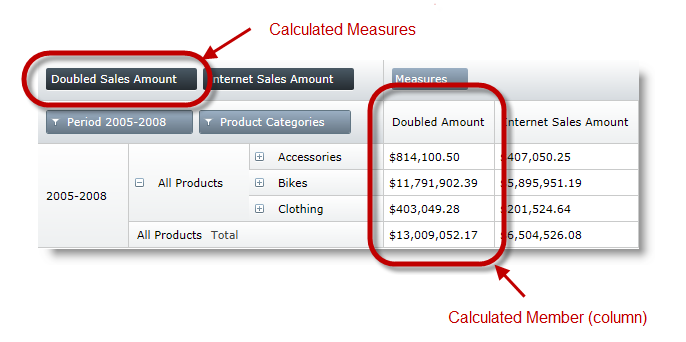 Calculated Measures
Doubled Sales Amount Internet Sales Amount Measures
Period 2005-2008 Product Categories Doubled Amount Internet Sales Amount
Accessories $814,100.50 $407,050.25
2005-2008 All Products Bikes $11,791,902.39 $5,895,951.19
Clothing $403,049.28 $201,524.64
All Products Total $13,009,052.17 $6,504,526.08
Calculated Member (column)